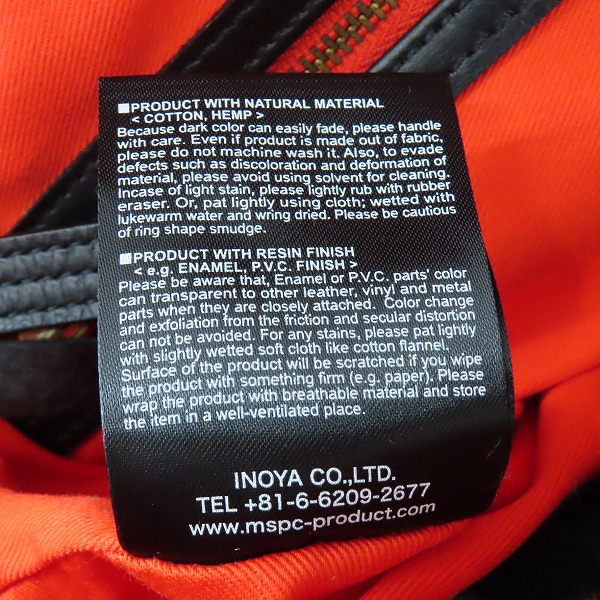 ■PRODUCT WITH NATURAL MATERIAL
< COTTON, HEMP >
Because dark color can easily fade, please handle
with care. Even if product is made out of fabric,
please do not machine wash it. Also, to evade
defects such as discoloration and deformation of
material, please avoid using solvent for cleaning.
Incase of light stain, please lightly rub with rubber
eraser. Or, pat lightly using cloth; wetted with
lukewarm water and wring dried. Please be cautious
of ring shape smudge.
■PRODUCT WITH RESIN FINISH
< e.g. ENAMEL, P.V.C. FINISH >
Please be aware that, Enamel or P.V.C. parts' color
can transparent to other leather, vinyl and metal
parts when they are closely attached. Color change
and exfoliation from the friction and secular distortion
can not be avoided. For any stains, please pat lightly
with slightly wetted soft cloth like cotton flannel.
Surface of the product will be scratched if you wipe
the product with something firm (e.g. paper). Please
wrap the product with breathable material and store
the item in a well-ventilated place.
INOYA CO.,LTD.
TEL +81-6-6209-2677
www.mspc-product.com